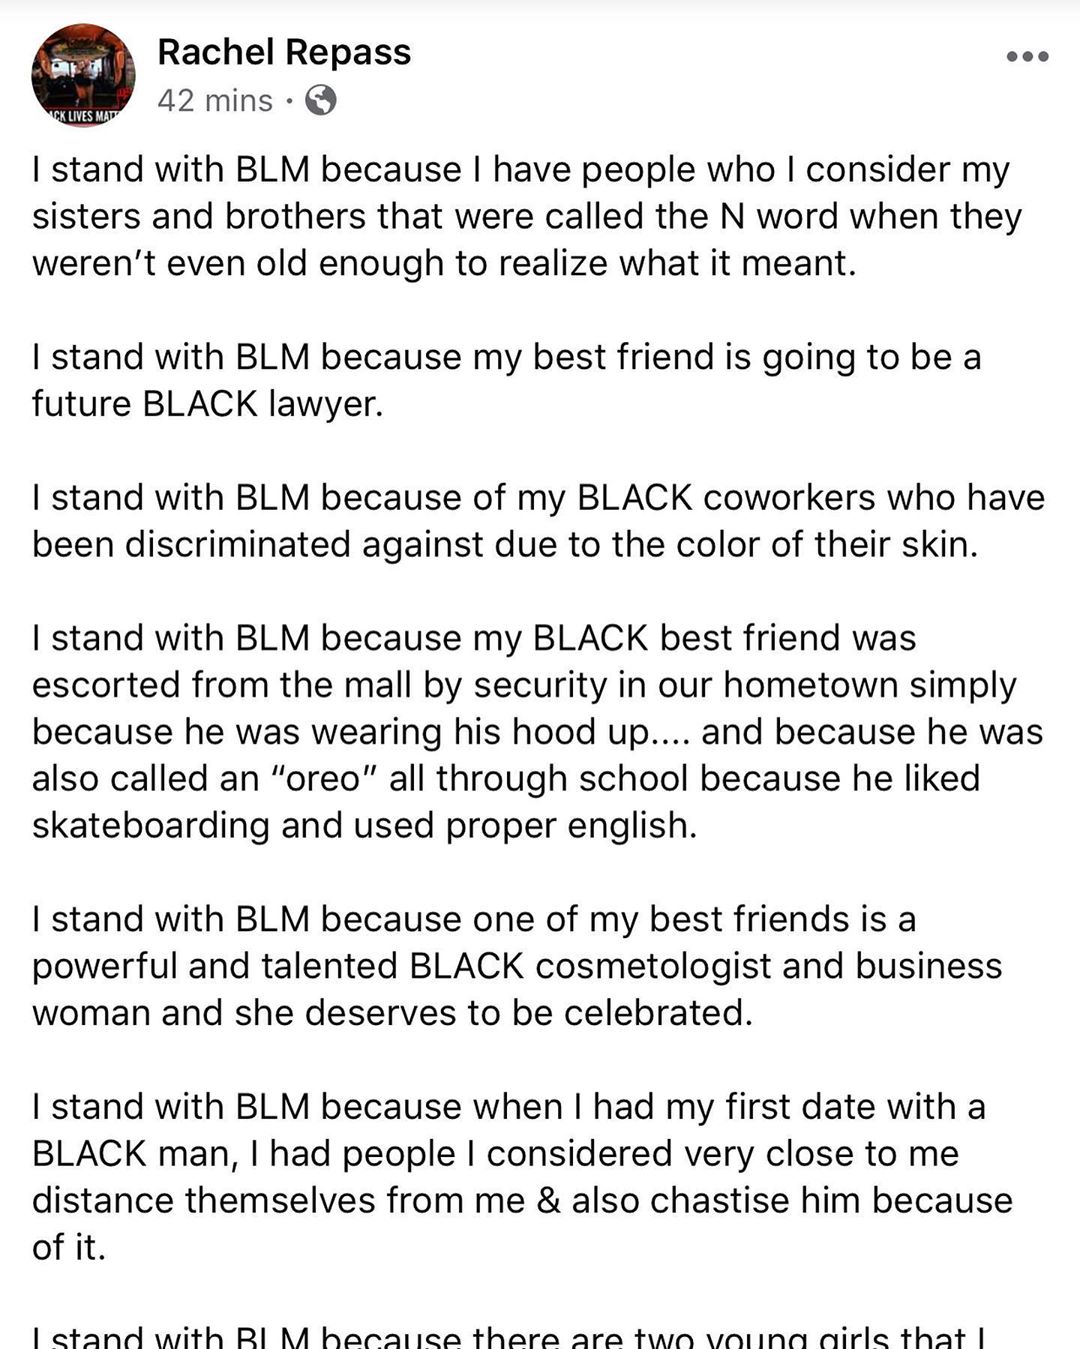 Rachel Repass
42 mins ·
ACK LIVES MATT
I stand with BLM because I have people who I consider my
sisters and brothers that were called the N word when they
weren’t even old enough to realize what it meant.
I stand with BLM because my best friend is going to be a
future BLACK lawyer.
I stand with BLM because of my BLACK coworkers who have
been discriminated against due to the color of their skin.
I stand with BLM because my BLACK best friend was
escorted from the mall by security in our hometown simply
because he was wearing his hood up.... and because he was
also called an “oreo” all through school because he liked
skateboarding and used proper english.
I stand with BLM because one of my best friends is a
powerful and talented BLACK cosmetologist and business
woman and she deserves to be celebrated.
I stand with BLM because when I had my first date with a
BLACK man, I had people I considered very close to me
distance themselves from me & also chastise him because
of it.
I stand with BLM because there are two young girls that I